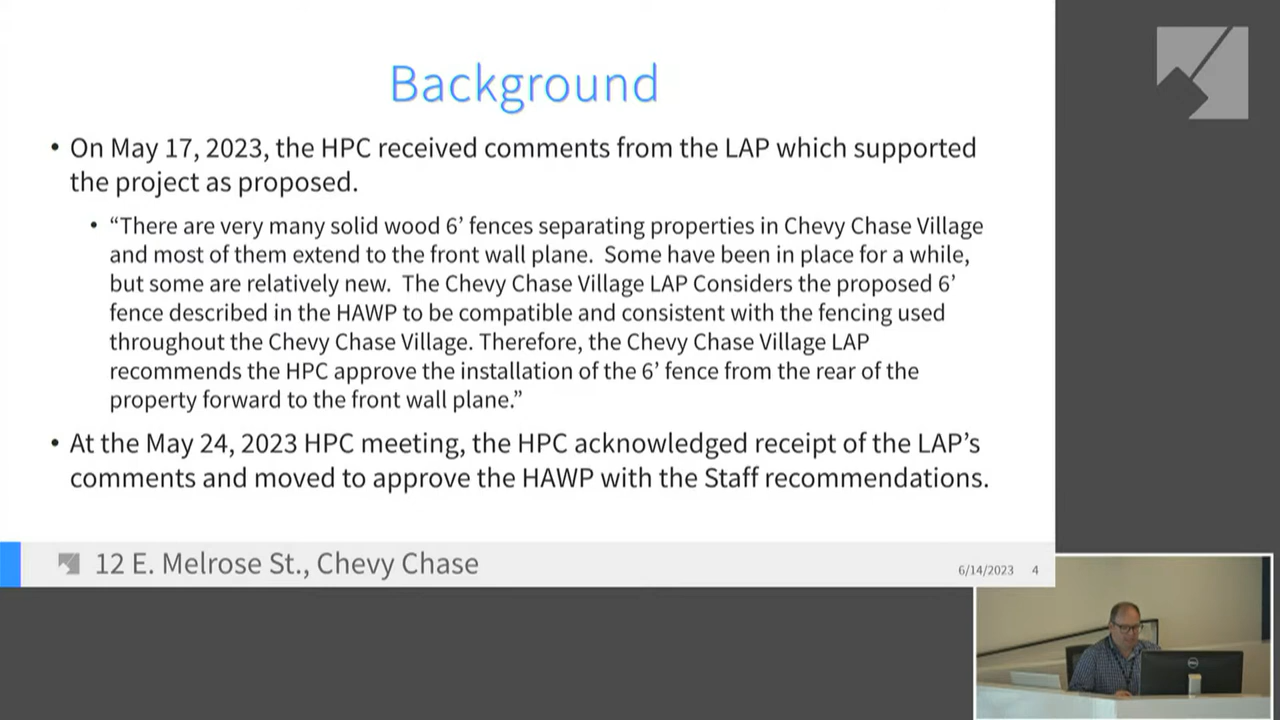 Background
• On May 17, 2023, the HPC received comments from the LAP which supported
the project as proposed.
• “There are very many solid wood 6’ fences separating properties in Chevy Chase Village
and most of them extend to the front wall plane.  Some have been in place for a while,
but some are relatively new.  The Chevy Chase Village LAP Considers the proposed 6’
fence described in the HAWP to be compatible and consistent with the fencing used
throughout the Chevy Chase Village. Therefore, the Chevy Chase Village LAP
recommends the HPC approve the installation of the 6’ fence from the rear of the
property forward to the front wall plane.”
• At the May 24, 2023 HPC meeting, the HPC acknowledged receipt of the LAP’s
comments and moved to approve the HAWP with the Staff recommendations.
12 E. Melrose St., Chevy Chase
6/14/2023 4
DELL